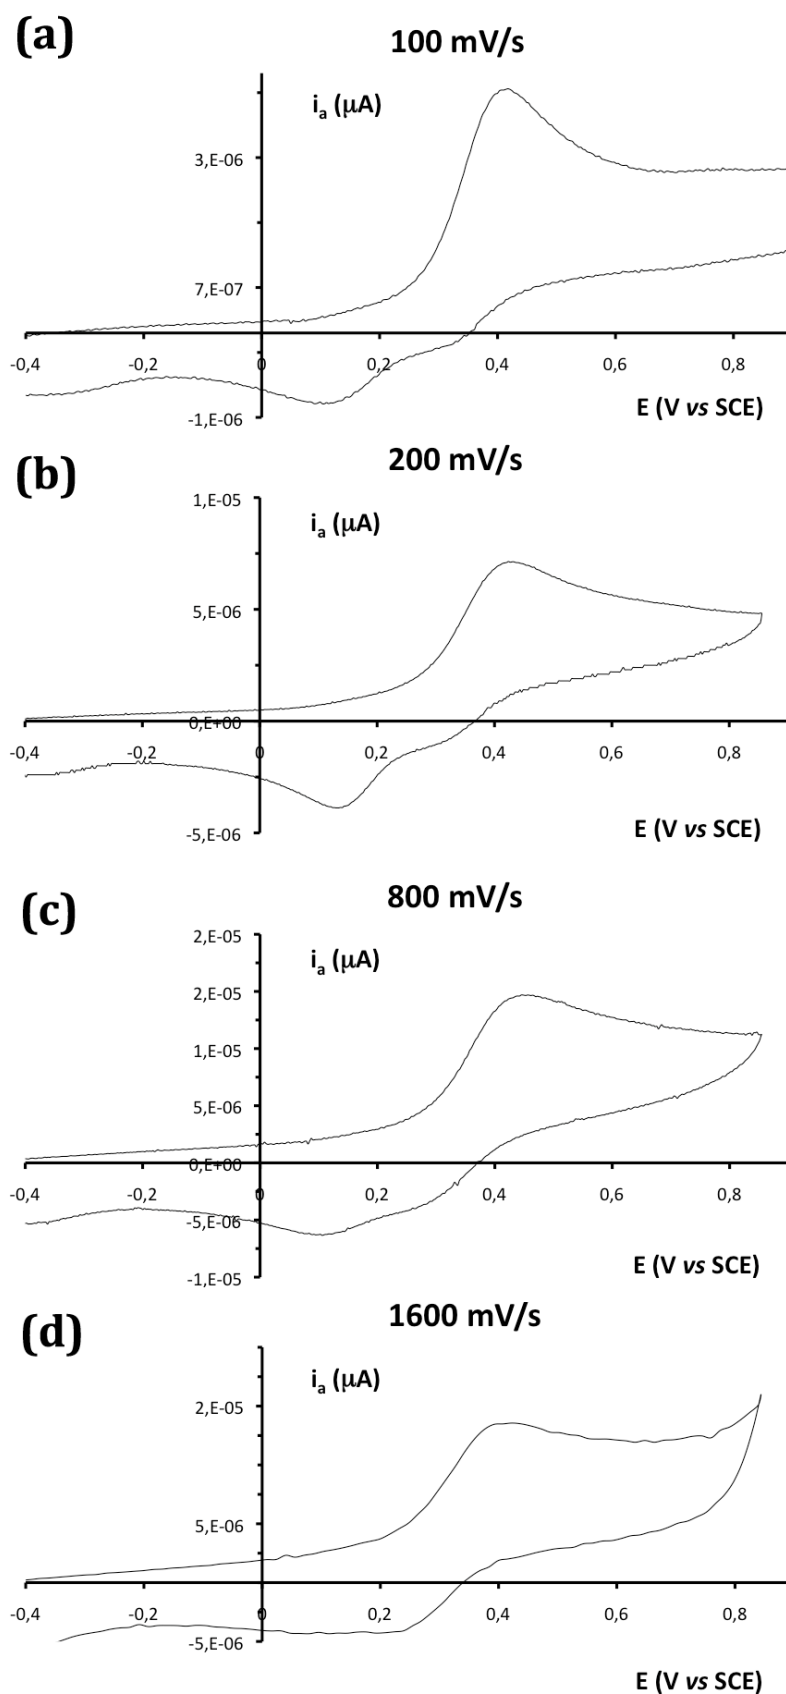 (a)
100 mV/s
iₐ (μA)
3,E-06
7,E-07
-0,4 -0,2 0 0,2 0,4 0,6 0,8
E (V vs SCE)
-1,E-06
(b)
200 mV/s
1,E-05
iₐ (μA)
5,E-06
0,E+00
-0,4 -0,2 0 0,2 0,4 0,6 0,8
-5,E-06
E (V vs SCE)
(c)
800 mV/s
2,E-05
iₐ (μA)
2,E-05
1,E-05
5,E-06
0,E+00
-0,4 -0,2 0 0,2 0,4 0,6 0,8
-5,E-06
E (V vs SCE)
-1,E-05
(d)
1600 mV/s
iₐ (μA)
2,E-05
5,E-06
-0,4 -0,2 0 0,2 0,4 0,6 0,8
-5,E-06
E (V vs SCE)